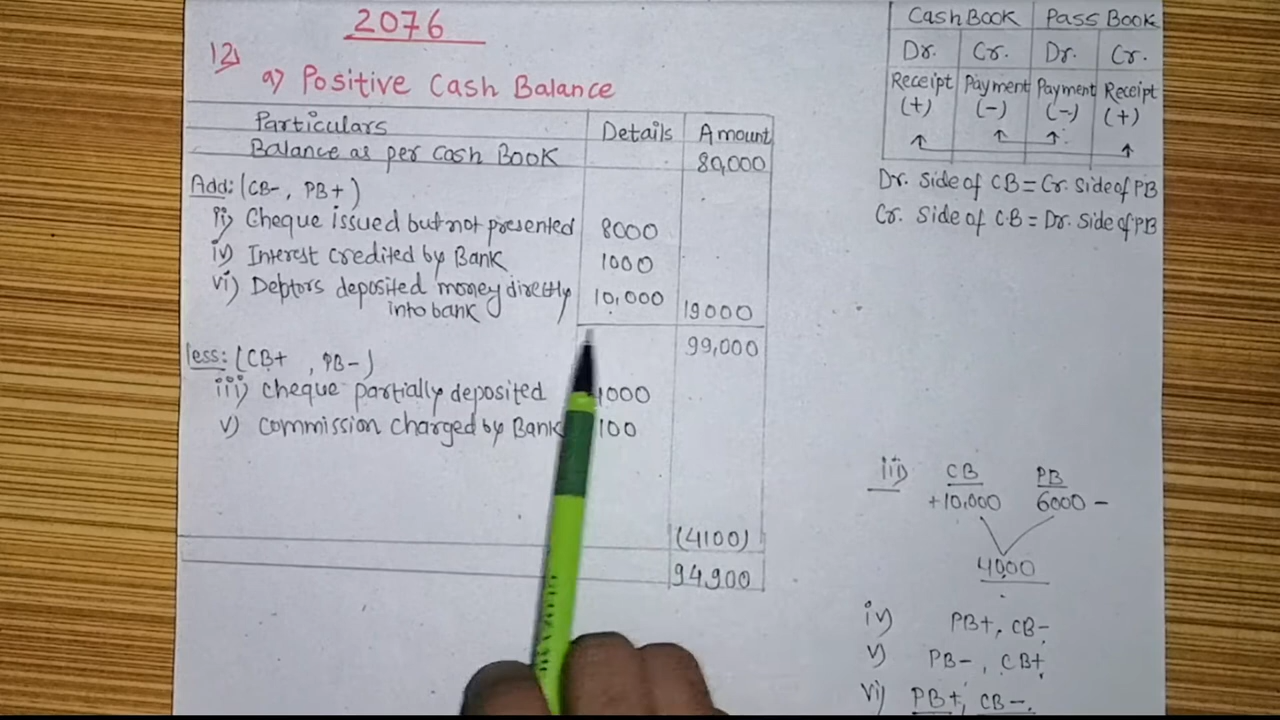 2076
12)
a) Positive Cash Balance
Particulars Details Amount
Balance as per Cash Book 80,000
Add: (CB-, PB+)
ii) Cheque issued but not presented 8000
iv) Interest credited by Bank 1000
vi) Debtors deposited money directly 10,000
into bank 19000
99,000
less: (CB+ , PB-)
iii) cheque partially deposited 000
v) commission charged by Bank 100
(4100)
94,900
Cash Book Pass Book
Dr. Cr. Dr. Cr.
Receipt Payment Payment Receipt
(+) (-) (-) (+)
Dr. Side of CB = Cr. Side of PB
Cr. Side of CB = Dr. Side of PB
iii) CB PB
+10,000 6000 -
4000
iv) PB+, CB-
v) PB-, CB+
vi) PB+, CB-.